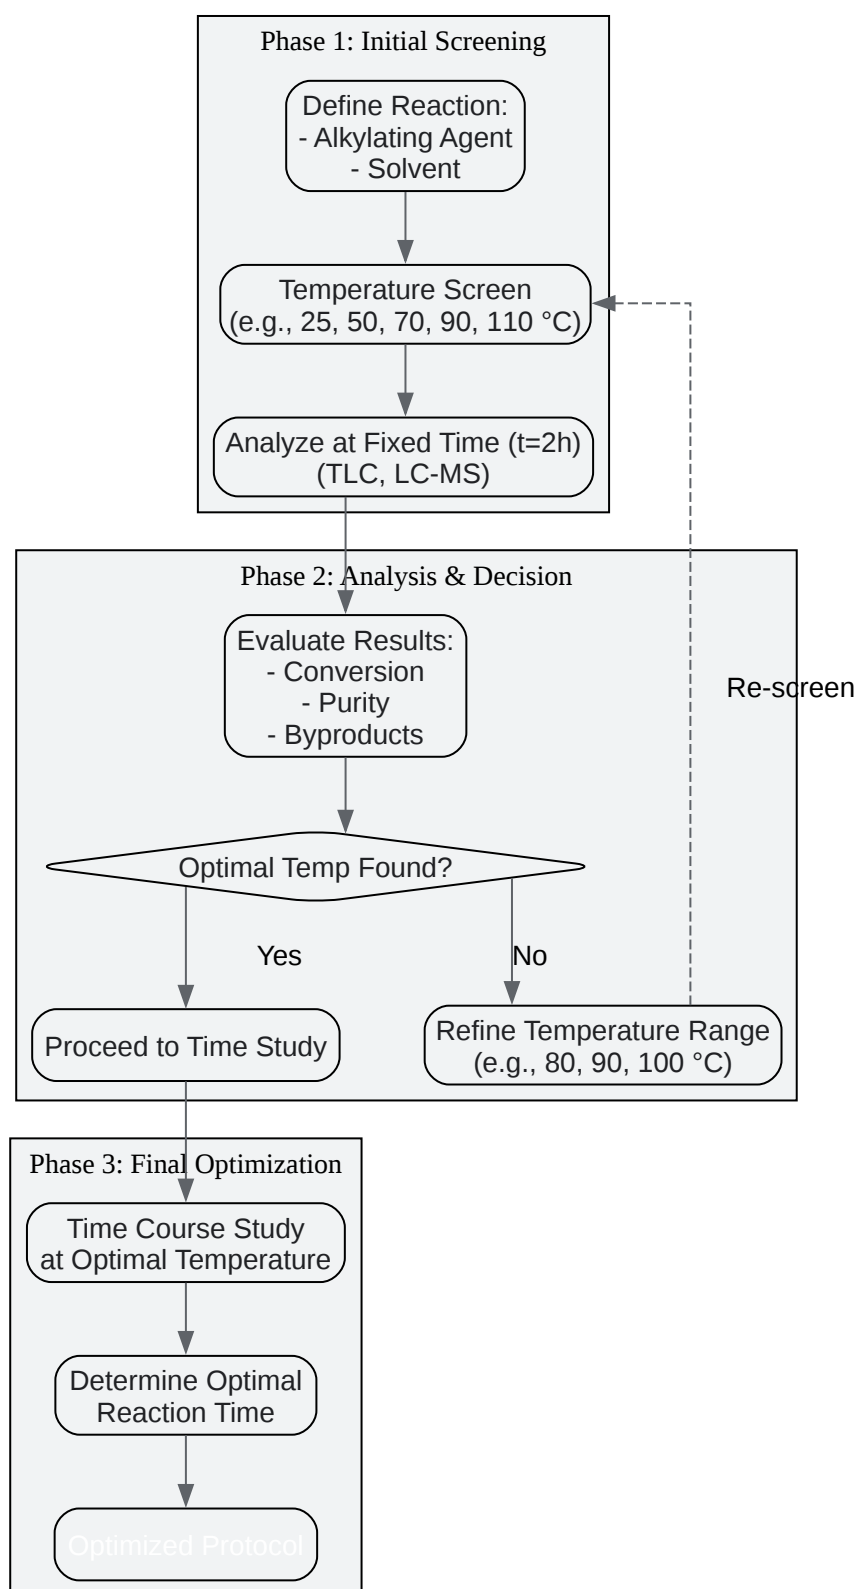 Phase 1: Initial Screening
Define Reaction:
- Alkylating Agent
- Solvent
Temperature Screen
(e.g., 25, 50, 70, 90, 110 °C)
Analyze at Fixed Time (t=2h)
(TLC, LC-MS)
Phase 2: Analysis & Decision
Evaluate Results:
- Conversion
- Purity
- Byproducts
Re-screen
Optimal Temp Found?
Yes
No
Proceed to Time Study
Refine Temperature Range
(e.g., 80, 90, 100 °C)
Phase 3: Final Optimization
Time Course Study
at Optimal Temperature
Determine Optimal
Reaction Time
Optimized Protocol